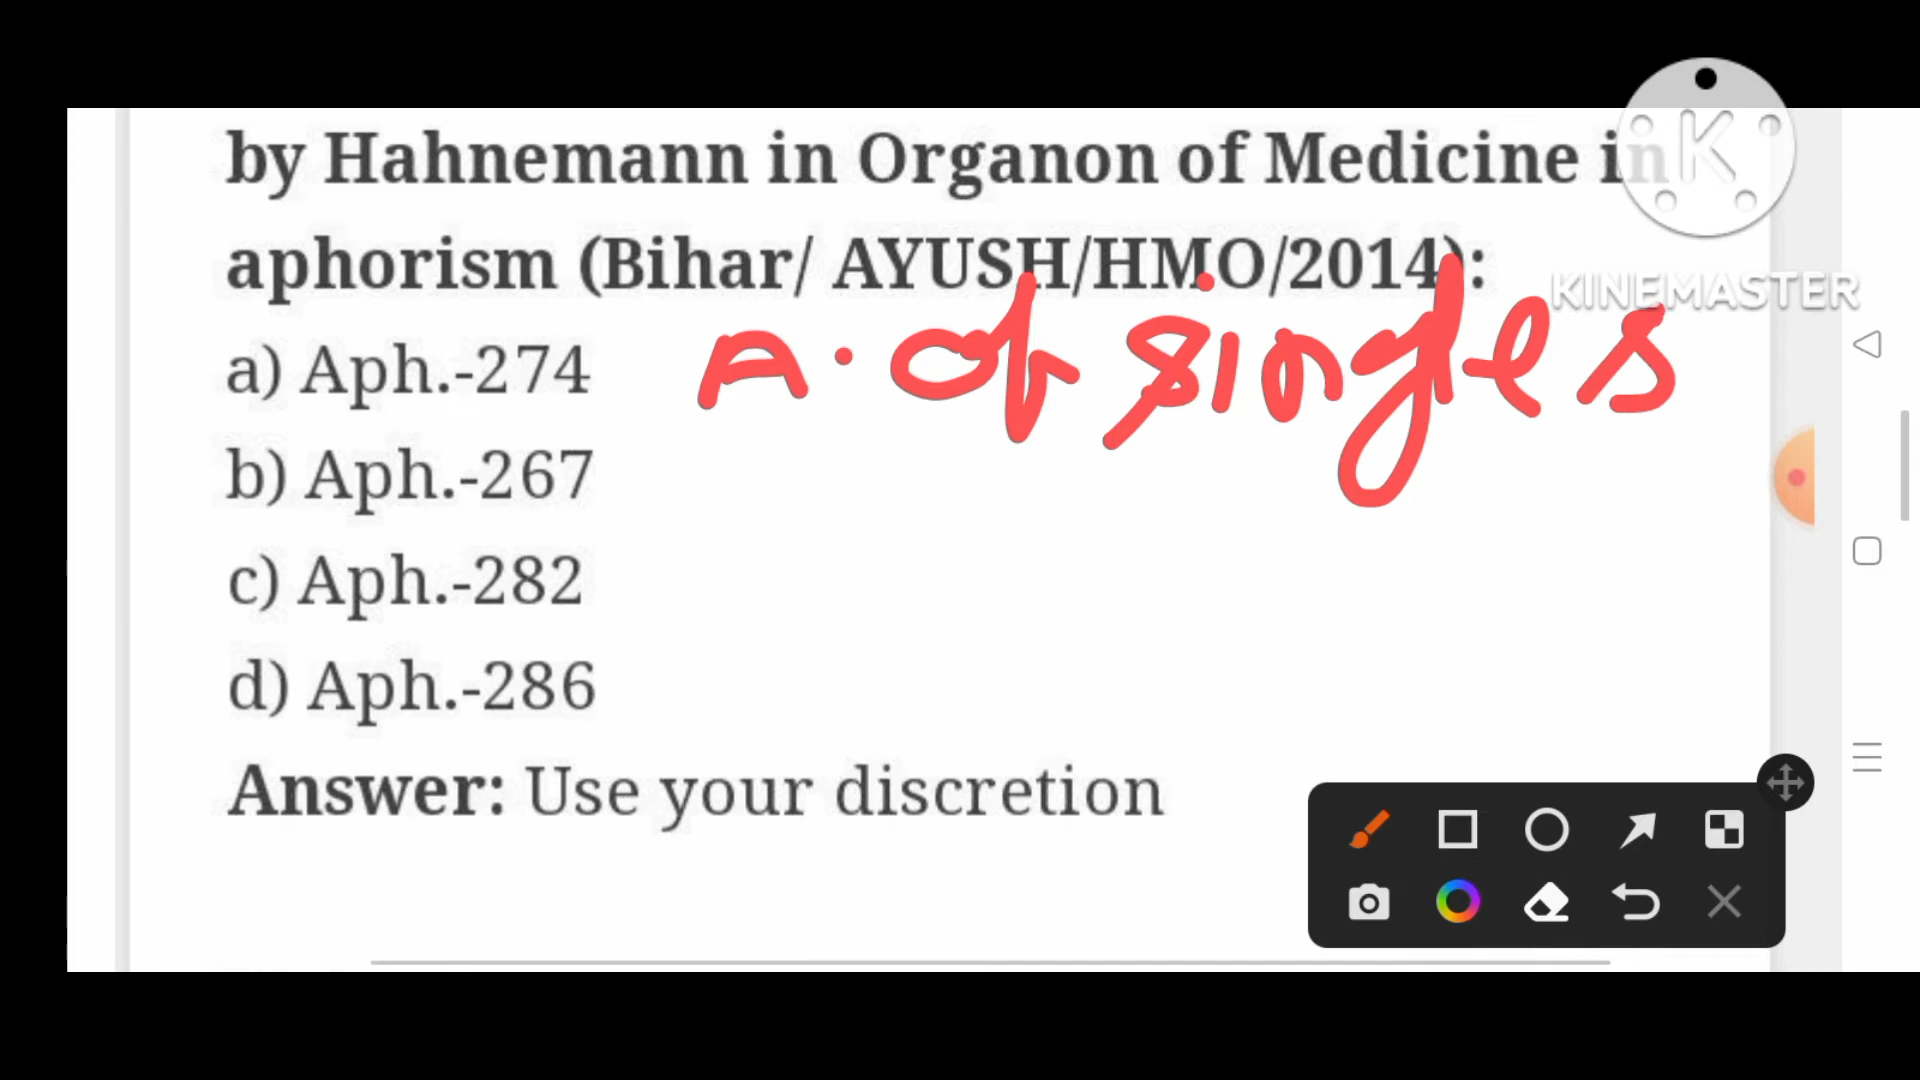 by Hahnemann in Organon of Medicine in
KINEMASTER
aphorism (Bihar/ AYUSH/HMO/2014):
a) Aph.-274
A. of singles
b) Aph.-267
c) Aph.-282
d) Aph.-286
Answer: Use your discretion